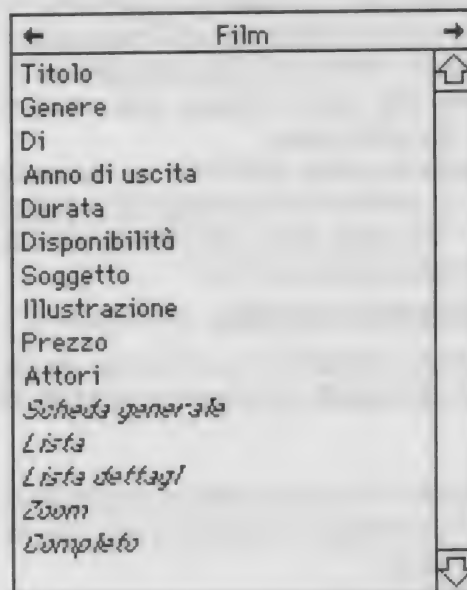 Film
Titolo
Genere
Di
Anno di uscita
Durata
Disponibilità
Soggetto
Illustrazione
Prezzo
Attori
Scheda generale
Lista
Lista dettagl
Zoom
Completo